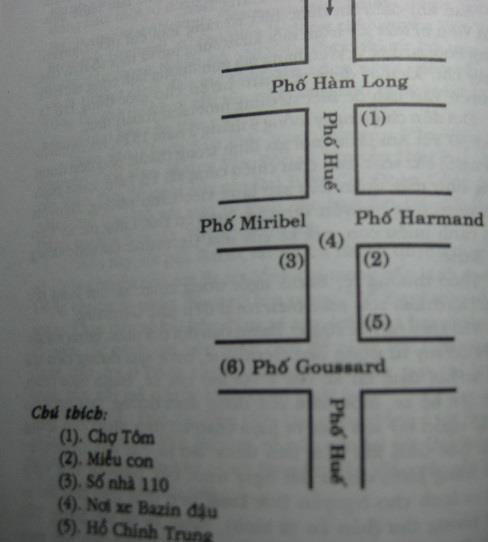 Phố Hàm Long
(1)
Phố Huế
Phố Miribel
Phố Harmand
(4)
(3)
(2)
(5)
(6) Phố Goussard
Phố Huế
Chú thích:
(1). Chợ Tôm
(2). Miễu con
(3). Số nhà 110
(4). Nơi xe Bazin đậu
(5). Hồ Chính Trung